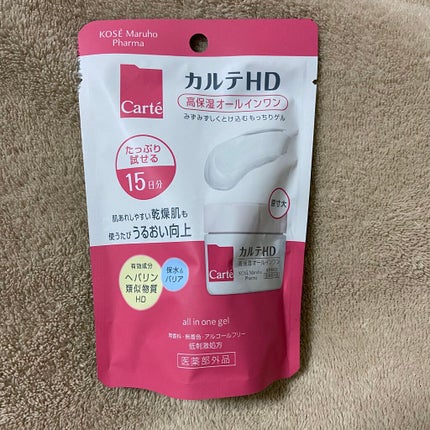 KOSÉ Maruho
Pharma
Carté
カルテHD
高保湿オールインワン
みずみずしくとけ込むもっちりゲル
たっぷり
試せる
15日分
肌あれしやすい乾燥肌も
使うたびうるおい向上
原寸大
カルテHD
高保湿オールインワン
Carté
KOSÉ Maruho
Pharma
有効成分
ヘパリン
類似物質
HD
保水&
バリア
all in one gel
無香料・無着色・アルコールフリー
低刺激処方
医薬部外品